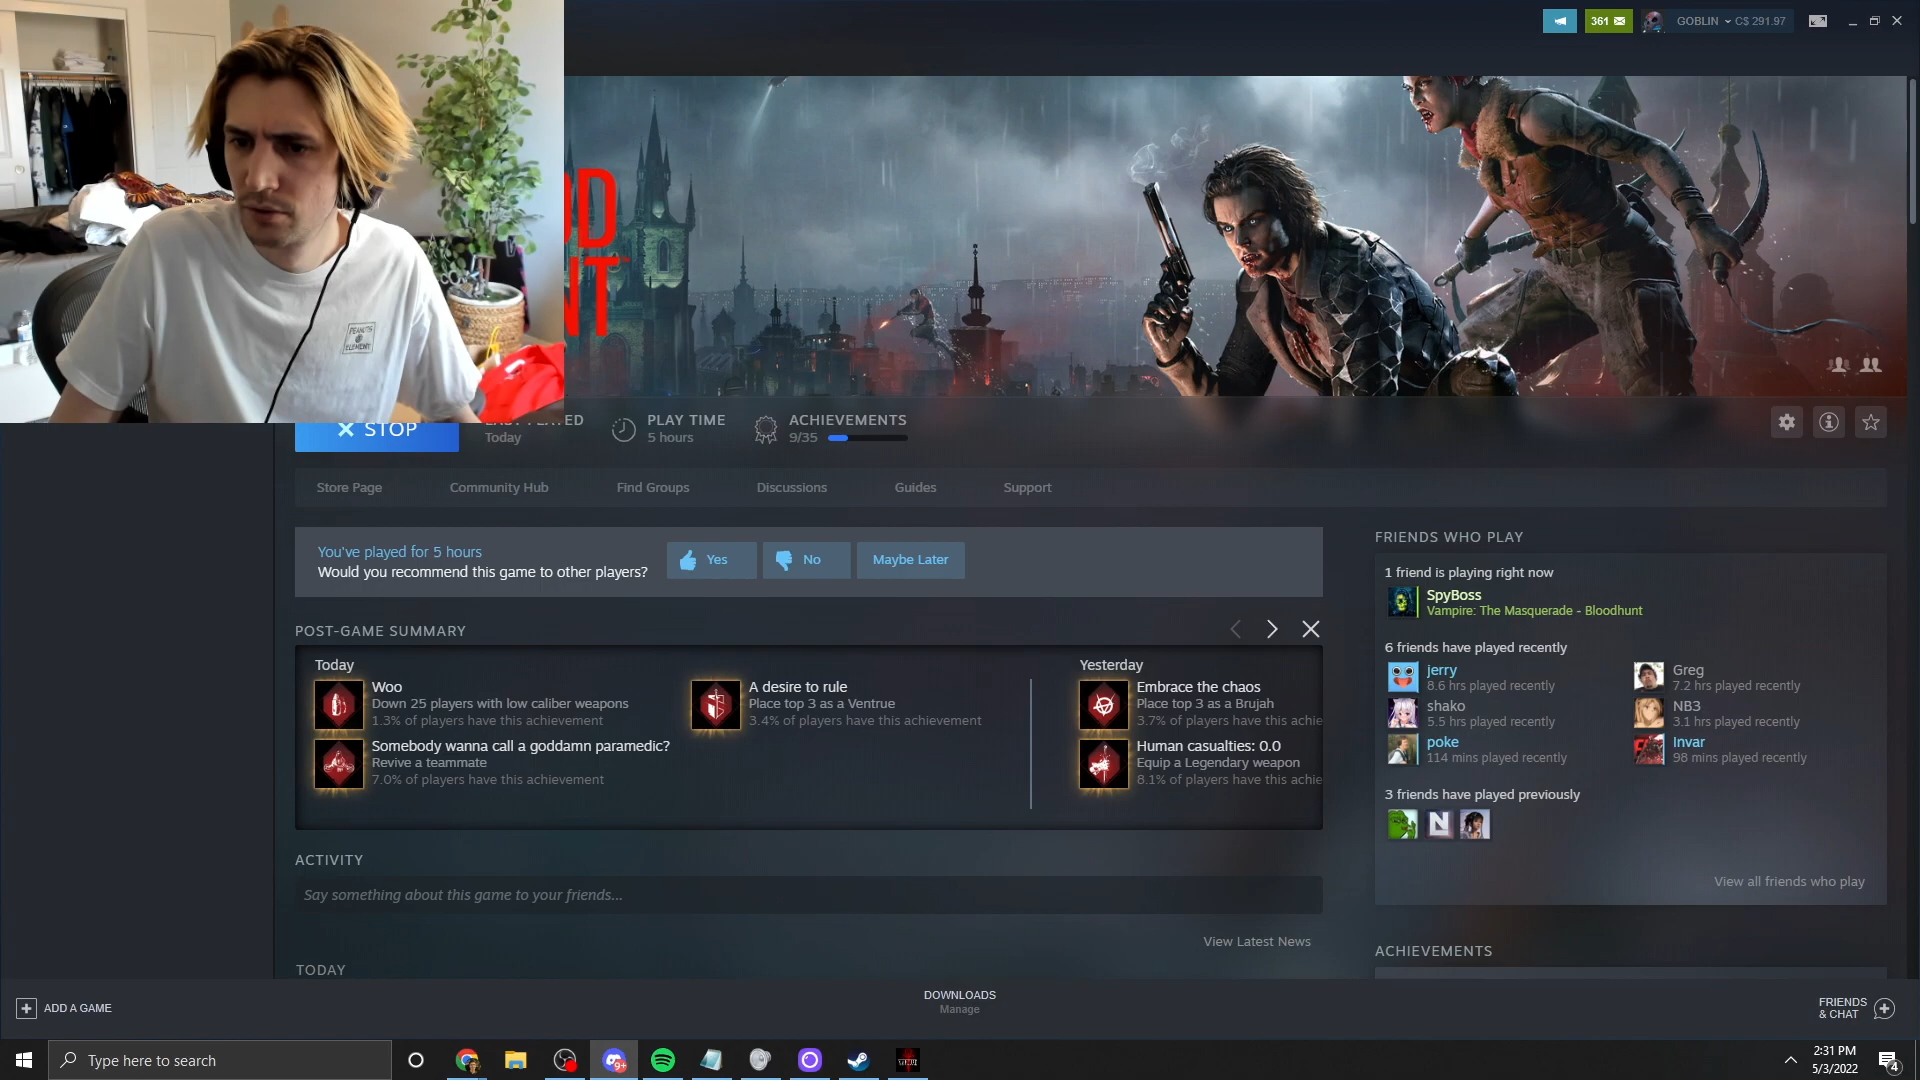 361
GOBLIN
C$ 291.97
STOP
Today
PLAY TIME
5 hours
ACHIEVEMENTS
9/35
Store Page
Community Hub
Find Groups
Discussions
Guides
Support
You've played for 5 hours
Would you recommend this game to other players?
Yes
No
Maybe Later
POST-GAME SUMMARY
Today
Woo
Down 25 players with low caliber weapons
1.3% of players have this achievement
Somebody wanna call a goddamn paramedic?
Revive a teammate
7.0% of players have this achievement
A desire to rule
Place top 3 as a Ventrue
3.4% of players have this achievement
Yesterday
Embrace the chaos
Place top 3 as a Brujah
3.7% of players have this achie
Human casualties: 0.0
Equip a Legendary weapon
8.1% of players have this achie
ACTIVITY
Say something about this game to your friends...
View Latest News
TODAY
FRIENDS WHO PLAY
1 friend is playing right now
SpyBoss
Vampire: The Masquerade - Bloodhunt
6 friends have played recently
jerry
8.6 hrs played recently
Greg
7.2 hrs played recently
shako
5.5 hrs played recently
NB3
3.1 hrs played recently
poke
114 mins played recently
Invar
98 mins played recently
3 friends have played previously
N
View all friends who play
ACHIEVEMENTS
ADD A GAME
DOWNLOADS
Manage
FRIENDS
& CHAT
Type here to search
9+
2:31 PM
5/3/2022
4